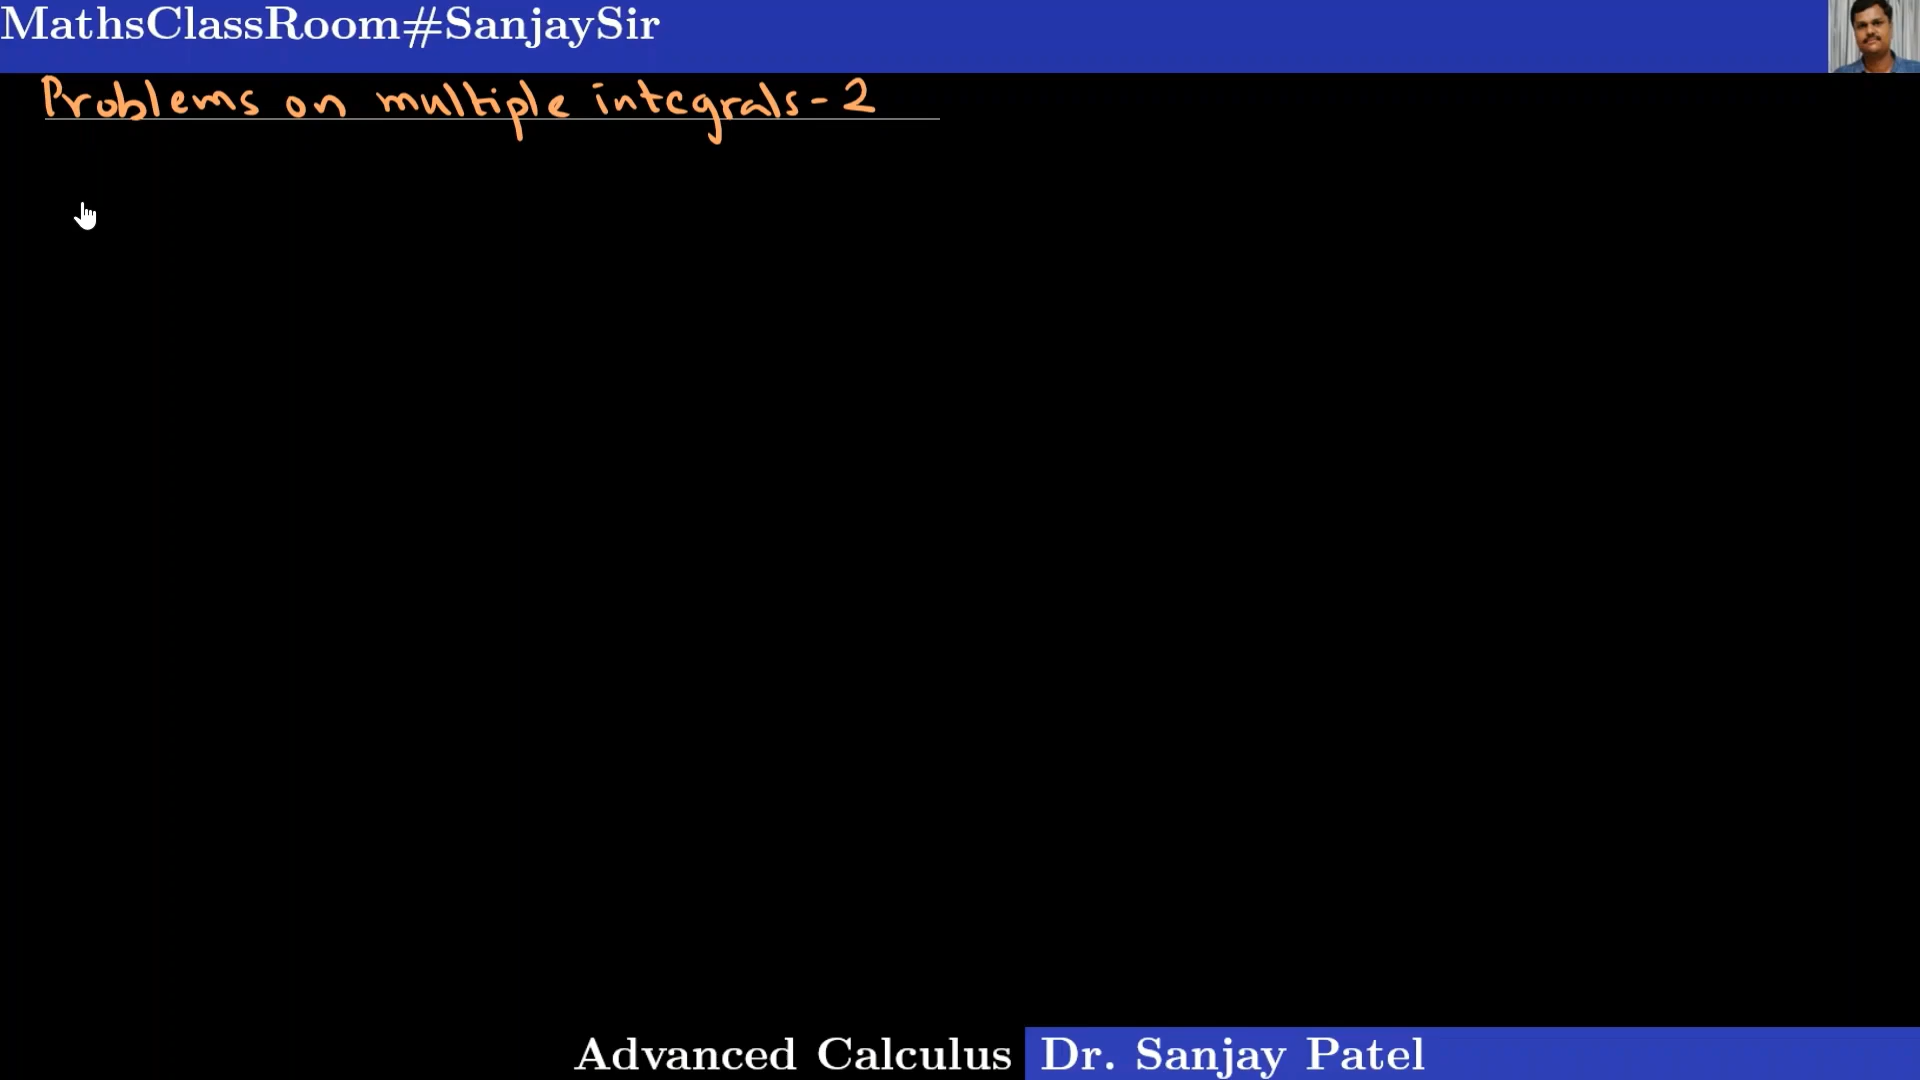 MathsClassRoom#SanjaySir
Problems on multiple integrals-2
Advanced Calculus Dr. Sanjay Patel